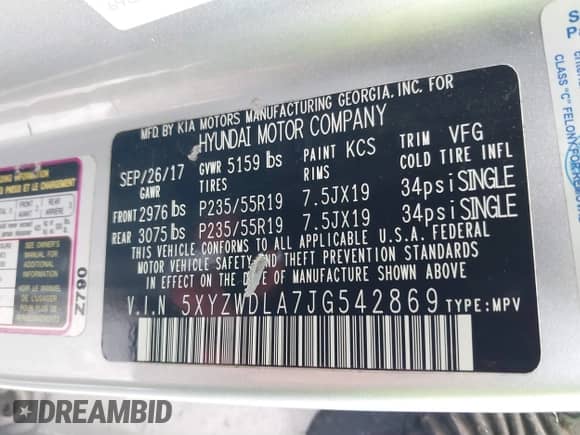 MFD BY KIA MOTORS MANUFACTURING GEORGIA, INC. FOR
HYUNDAI MOTOR COMPANY
SEP/26/17 GVWR 5159 lbs PAINT KCS TRIM VFG
GAWR TIRES COLD TIRE INFL
FRONT 2976 lbs P235/55R19 7.5JX19 34psi SINGLE
REAR 3075 lbs P235/55R19 7.5JX19 34psi SINGLE
THIS VEHICLE CONFORMS TO ALL APPLICABLE U.S.A. FEDERAL
MOTOR VEHICLE SAFETY AND THEFT PREVENTION STANDARDS
IN EFFECT ON THE DATE OF MANUFACTURE SHOWN ABOVE.
V.I.N 5XYZWDLA7JG542869 TYPE:MPV
Z790
CLASS "C" FELONY
DREAMBID